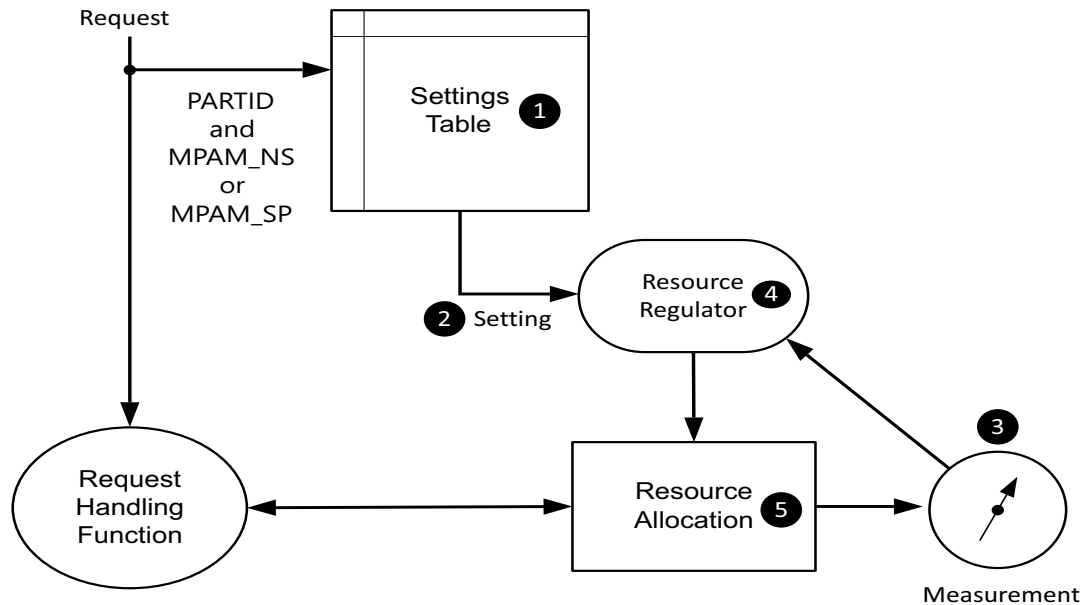 Request
PARTID
and
MPAM_NS
or
MPAM_SP
Settings
Table
1
2 Setting
Resource
Regulator
4
3
Request
Handling
Function
Resource
Allocation
5
Measurement